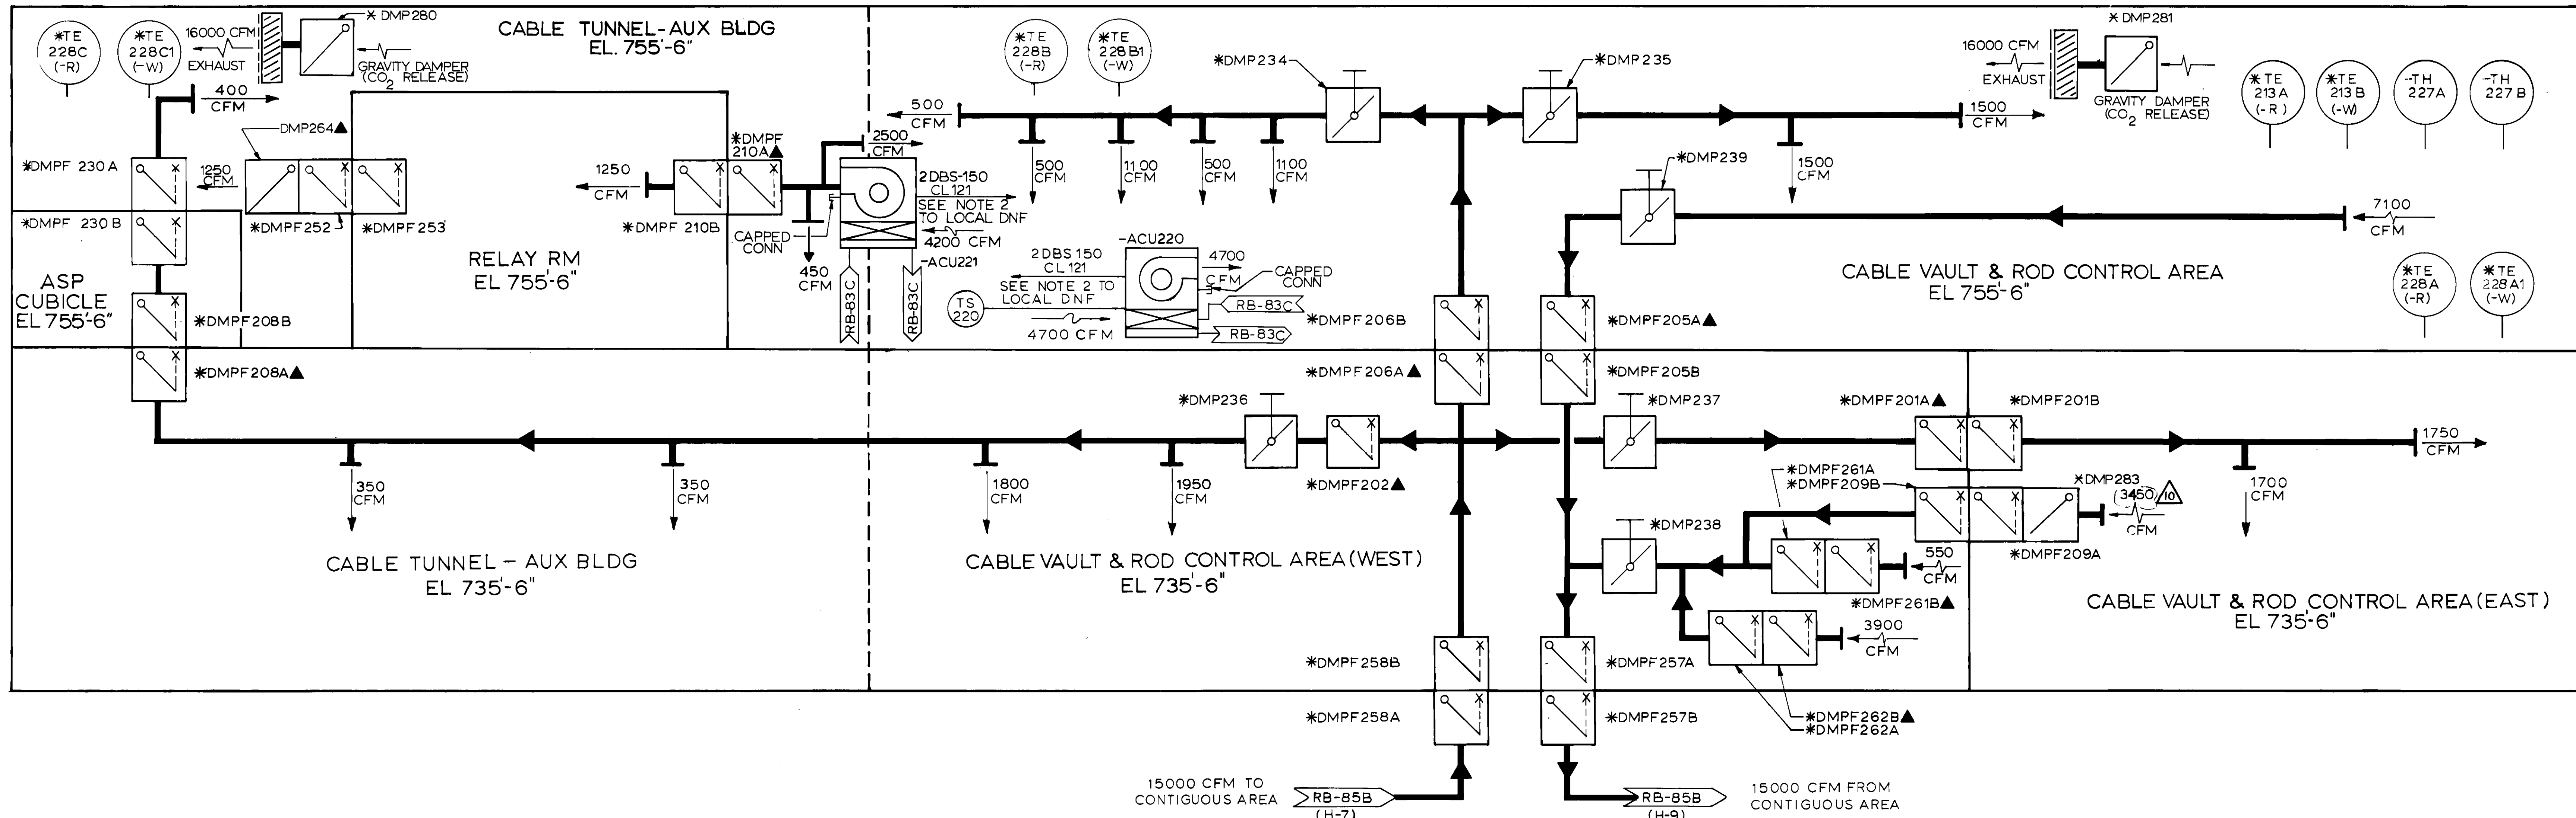 *TE
228C
(-R)
*TE
228C1
(-W)
16000 CFM
EXHAUST
* DMP280
GRAVITY DAMPER
(CO2 RELEASE)
CABLE TUNNEL-AUX BLDG
EL. 755'-6"
400
CFM
DMP264▲
*DMPF 230A
1250
CFM
*DMPF 230B
*DMPF252
*DMPF253
ASP
CUBICLE
EL 755'-6"
*DMPF208B
*DMPF208A▲
RELAY RM
EL 755'-6"
1250
CFM
*DMPF
210A▲
*DMPF 210B
2500
CFM
CAPPED
CONN
450
CFM
2DBS-150
CL121
SEE NOTE 2
TO LOCAL DNF
4200 CFM
-ACU221
RB-83C
RB-83C
*TE
228B
(-R)
*TE
228B1
(-W)
*DMP234
*DMP235
500
CFM
500
CFM
1100
CFM
500
CFM
1100
CFM
1500
CFM
1500
CFM
16000 CFM
EXHAUST
* DMP281
GRAVITY DAMPER
(CO2 RELEASE)
*TE
213A
(-R)
*TE
213B
(-W)
-TH
227A
-TH
227B
*DMP239
7100
CFM
CABLE VAULT & ROD CONTROL AREA
EL 755'-6"
*TE
228A
(-R)
*TE
228A1
(-W)
2DBS150
CL121
SEE NOTE 2 TO
LOCAL DNF
TS
220
4700 CFM
-ACU220
4700
CFM
CAPPED
CONN
RB-83C
RB-83C
*DMPF206B
*DMPF205A▲
*DMPF206A▲
*DMPF205B
*DMP236
*DMPF202▲
*DMP237
*DMPF201A▲
*DMPF201B
1750
CFM
1700
CFM
350
CFM
350
CFM
1800
CFM
1950
CFM
*DMPF261A
*DMPF209B
*DMP283
(3450) 10
CFM
*DMPF209A
*DMP238
550
CFM
*DMPF261B▲
3900
CFM
CABLE TUNNEL - AUX BLDG
EL 735'-6"
CABLE VAULT & ROD CONTROL AREA (WEST)
EL 735'-6"
CABLE VAULT & ROD CONTROL AREA (EAST)
EL 735'-6"
*DMPF258B
*DMPF257A
*DMPF258A
*DMPF257B
*DMPF262B▲
*DMPF262A
15000 CFM TO
CONTIGUOUS AREA
RB-85B
(H-7)
RB-85B
(H-9)
15000 CFM FROM
CONTIGUOUS AREA